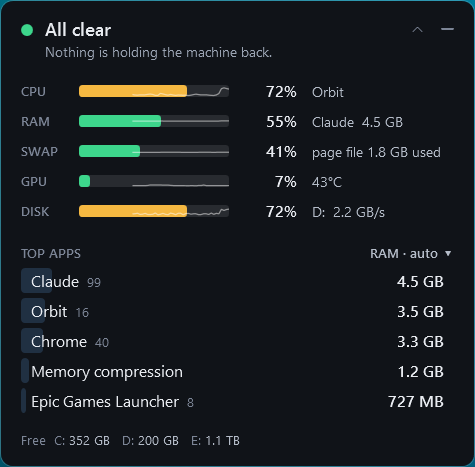 All clear
Nothing is holding the machine back.
CPU 72% Orbit
RAM 55% Claude 4.5 GB
SWAP 41% page file 1.8 GB used
GPU 7% 43°C
DISK 72% D: 2.2 GB/s
TOP APPS RAM · auto ▾
Claude 99 4.5 GB
Orbit 16 3.5 GB
Chrome 40 3.3 GB
Memory compression 1.2 GB
Epic Games Launcher 8 727 MB
Free C: 352 GB D: 200 GB E: 1.1 TB